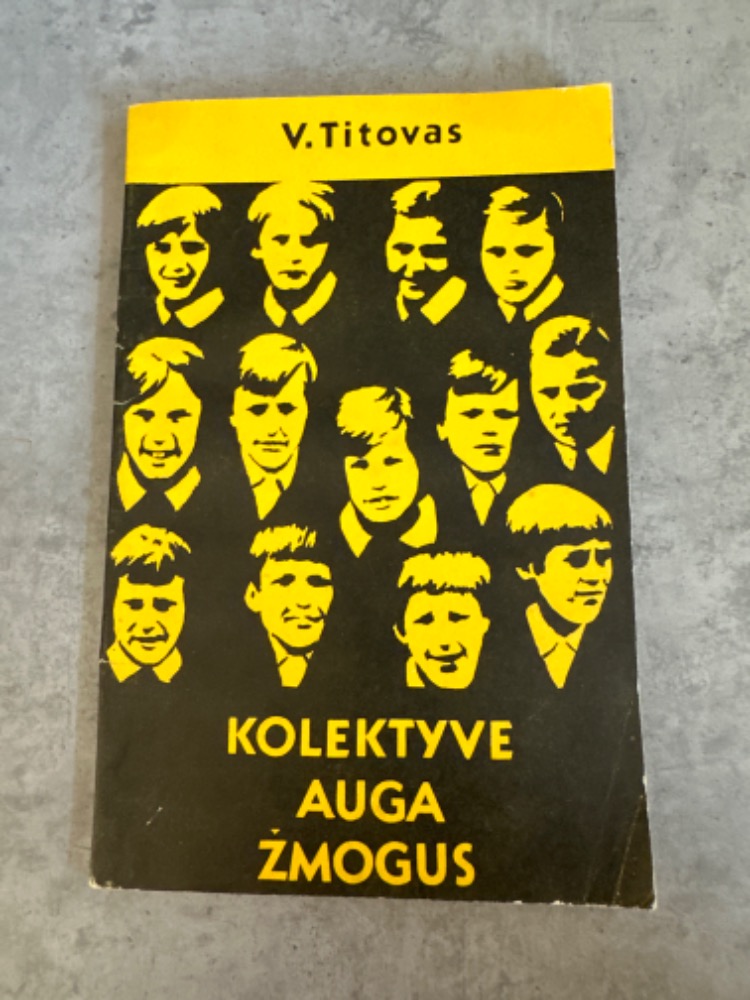 V. Titovas
KOLEKTYVE
AUGA
ŽMOGUS